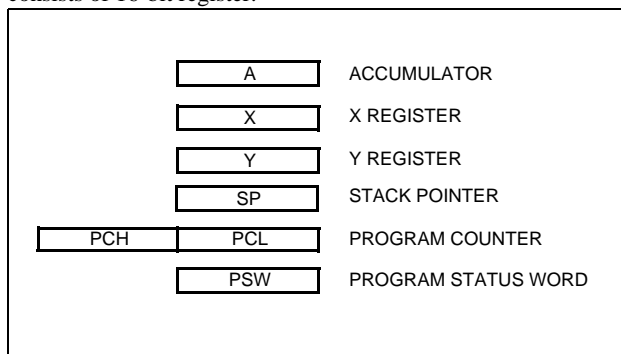 consists of 16-bit register.
A ACCUMULATOR
X X REGISTER
Y Y REGISTER
SP STACK POINTER
PCH PCL PROGRAM COUNTER
PSW PROGRAM STATUS WORD